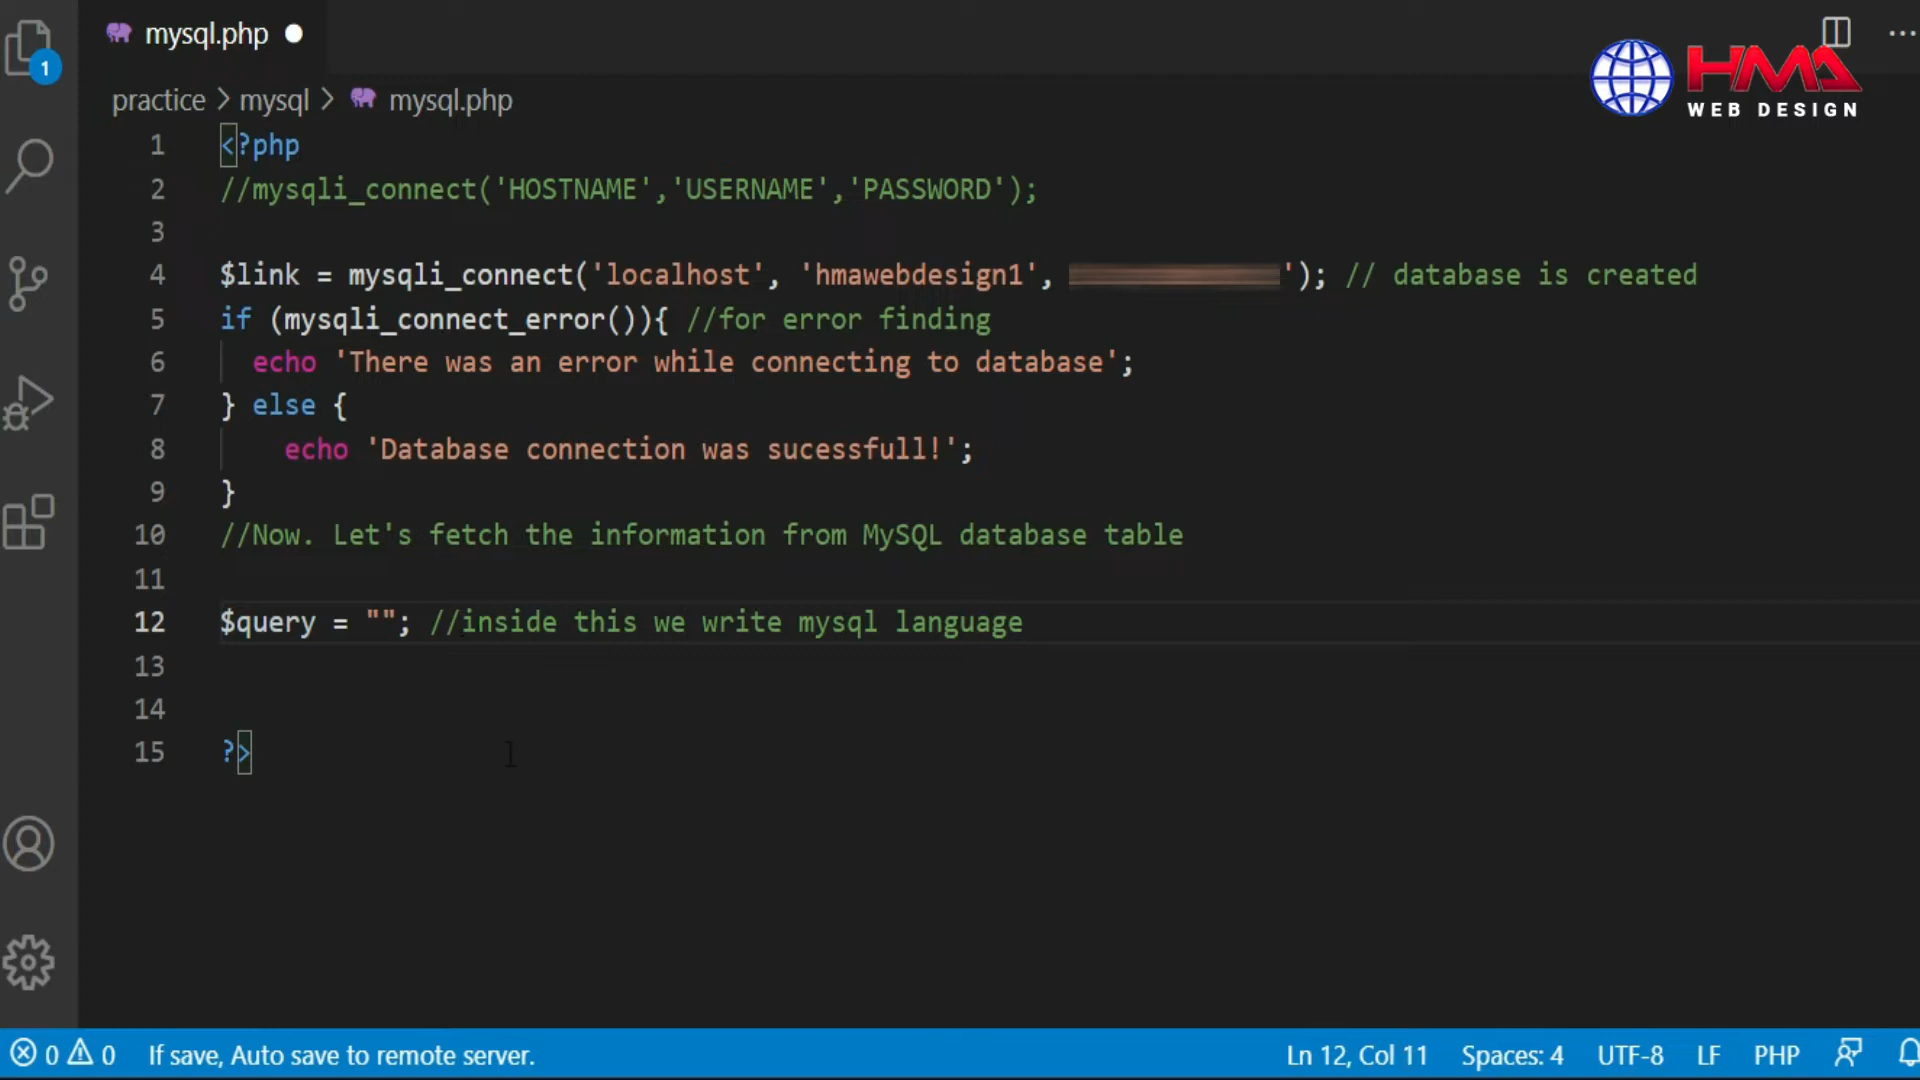 mysql.php
HMA
WEB DESIGN
1
practice > mysql > mysql.php
1 <?php
2 //mysqli_connect('HOSTNAME','USERNAME','PASSWORD');
3
4 $link = mysqli_connect('localhost', 'hmawebdesign1', '); // database is created
5 if (mysqli_connect_error()){ //for error finding
6 echo 'There was an error while connecting to database';
7 } else {
8 echo 'Database connection was sucessfull!';
9 }
10 //Now. Let's fetch the information from MySQL database table
11
12 $query = ""; //inside this we write mysql language
13
14
15 ?>
0 0 If save, Auto save to remote server. Ln 12, Col 11 Spaces: 4 UTF-8 LF PHP